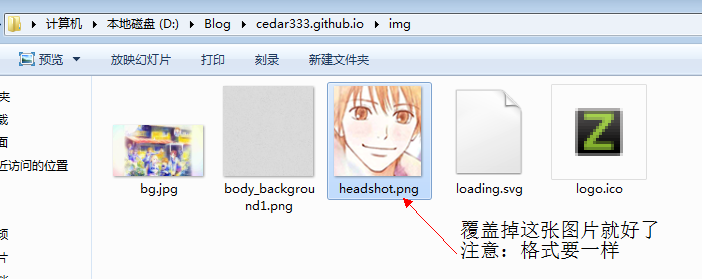 计算机 ▸ 本地磁盘 (D:) ▸ Blog ▸ cedar333.github.io ▸ img
预览 放映幻灯片 打印 刻录 新建文件夹
夹
载
面
近访问的位置
频
片
bg.jpg
body_backgrou
nd1.png
headshot.png
loading.svg
logo.ico
Z
覆盖掉这张图片就好了
注意：格式要一样